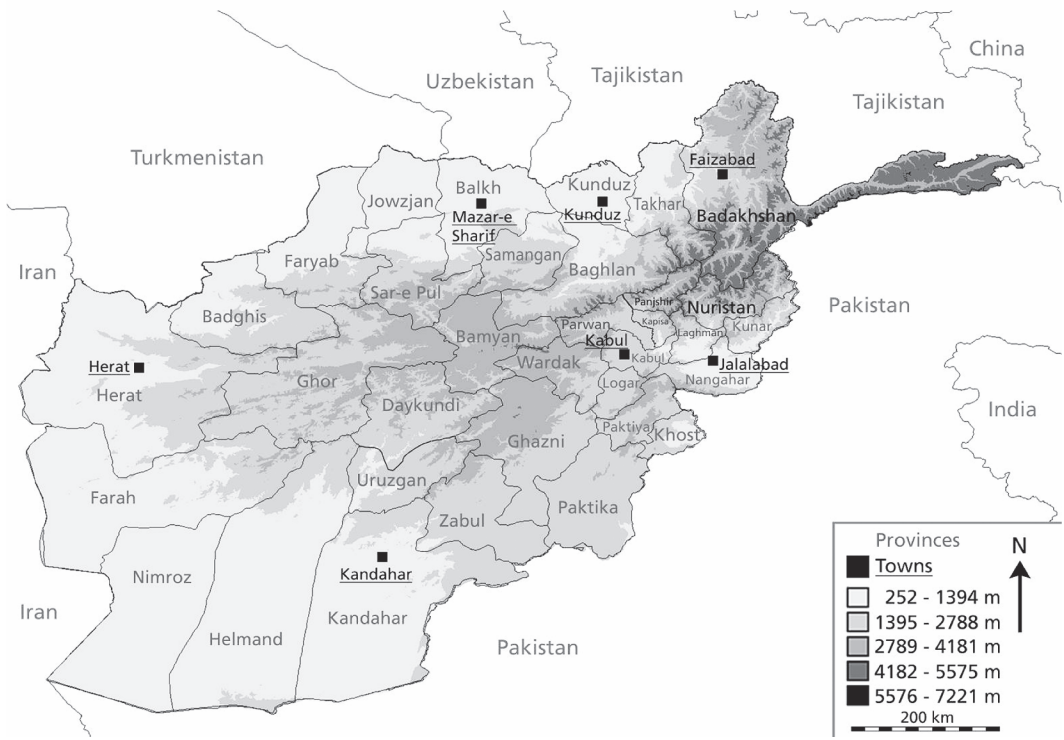 China
Uzbekistan
Tajikistan
Tajikistan
Turkmenistan
Faizabad
Balkh
Kunduz
Jowzjan
Takhar
Mazar-e
Sharif
Kunduz
Badakhshan
Iran
Faryab
Samangan
Baghlan
Sar-e Pul
Panjshir
Nuristan
Pakistan
Badghis
Parwan
Kapisa
Laghman
Kunar
Bamyan
Kabul
Kabul
Herat
Wardak
Jalalabad
Nangahar
Herat
Ghor
Logar
Daykundi
India
Paktiya
Khost
Ghazni
Uruzgan
Farah
Paktika
Zabul
Provinces
N
Towns
Kandahar
Nimroz
252 - 1394 m
Iran
Kandahar
1395 - 2788 m
Helmand
Pakistan
2789 - 4181 m
4182 - 5575 m
5576 - 7221 m
200 km